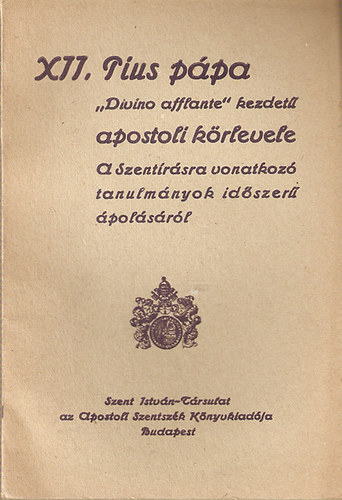 XII. Pius pápa
„Divino afflante“ kezdetű
apostoli körlevele
A Szentírásra vonatkozó
tanulmányok időszerű
ápolásáról
Szent István-Társulat
az Apostoli Szentszék Könyvkiadója
Budapest